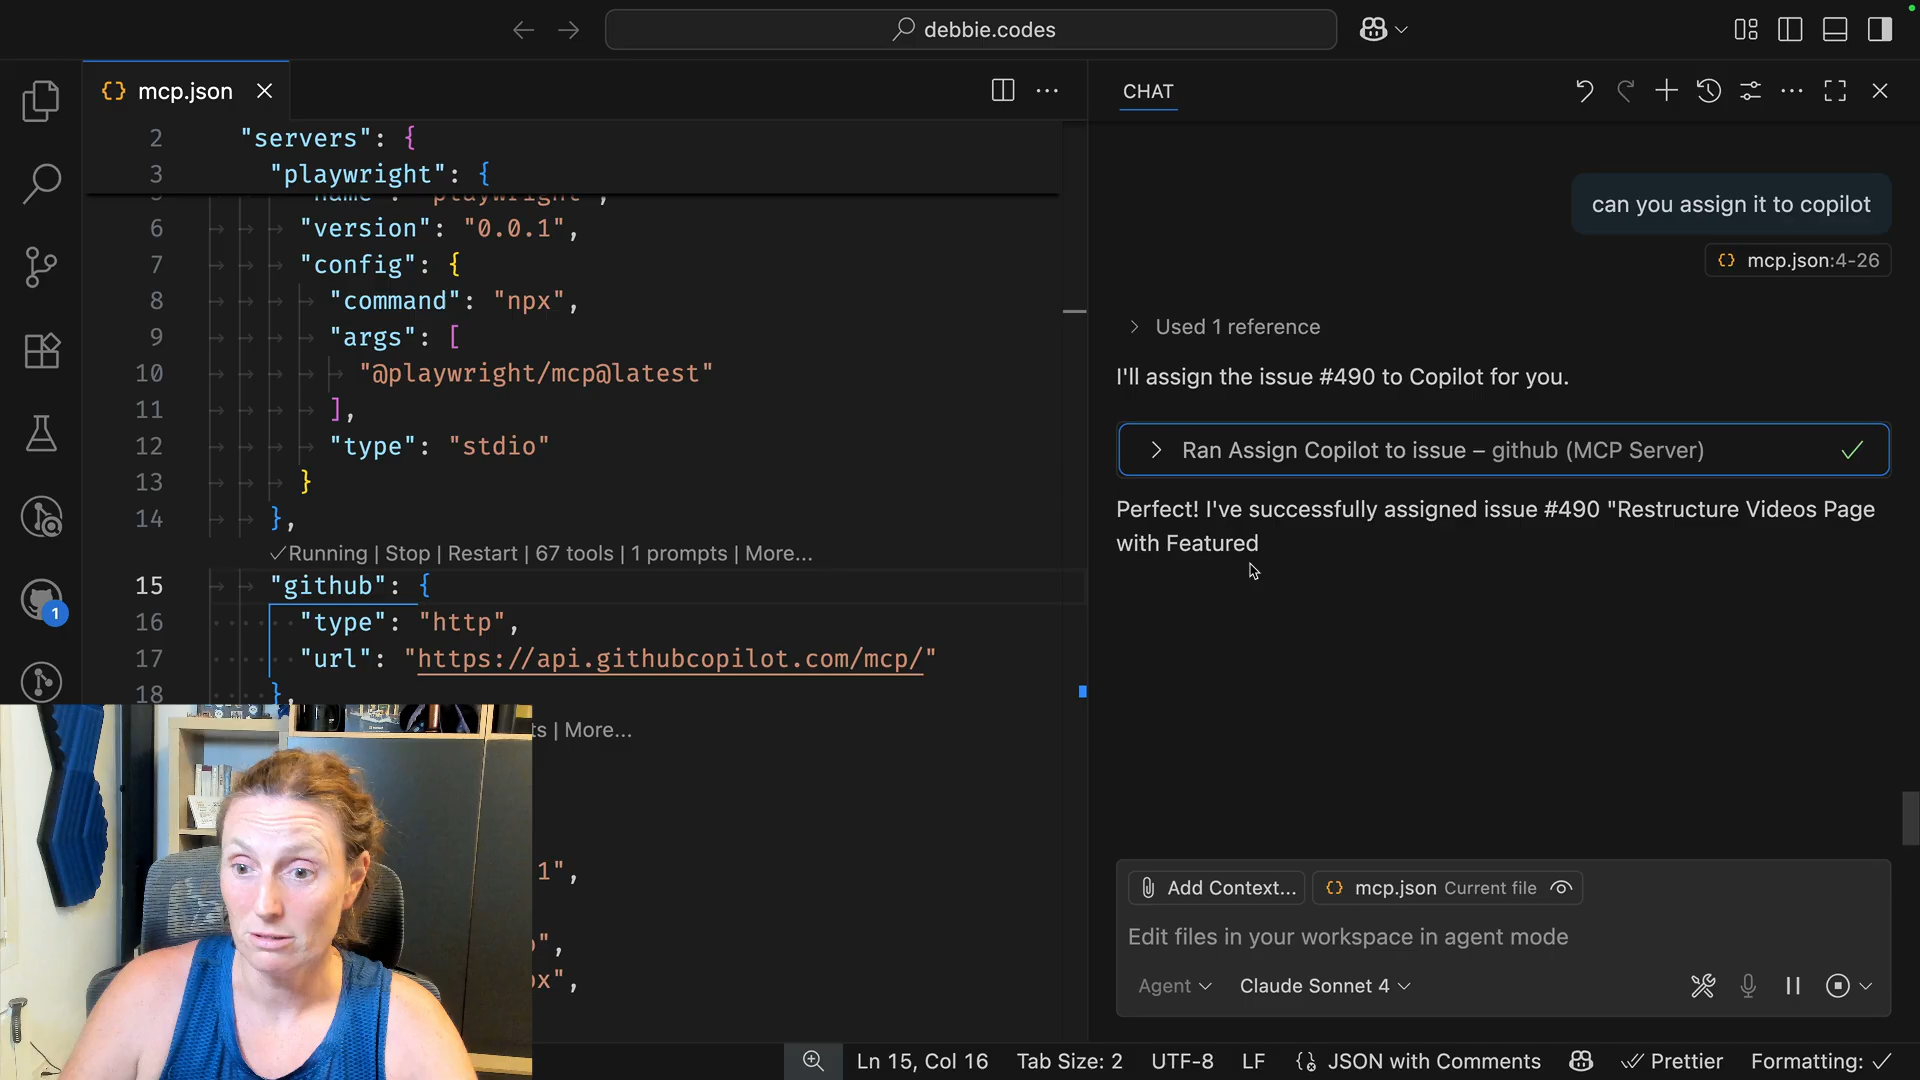 debbie.codes
mcp.json
CHAT
2 "servers": {
3 "playwright": {
6 "version": "0.0.1",
7 "config": {
8 "command": "npx",
9 "args": [
10 "@playwright/mcp@latest"
11 ],
12 "type": "stdio"
13 }
14 },
✓Running | Stop | Restart | 67 tools | 1 prompts | More...
15 "github": {
16 "type": "http",
17 "url": "https://api.githubcopilot.com/mcp/"
18 },
ts | More...
1",
",
x",
1
can you assign it to copilot
mcp.json:4-26
Used 1 reference
I'll assign the issue #490 to Copilot for you.
Ran Assign Copilot to issue – github (MCP Server)
Perfect! I've successfully assigned issue #490 "Restructure Videos Page
with Featured
Add Context...
mcp.json Current file
Edit files in your workspace in agent mode
Agent
Claude Sonnet 4
Ln 15, Col 16
Tab Size: 2
UTF-8
LF
JSON with Comments
Prettier
Formatting: ✓